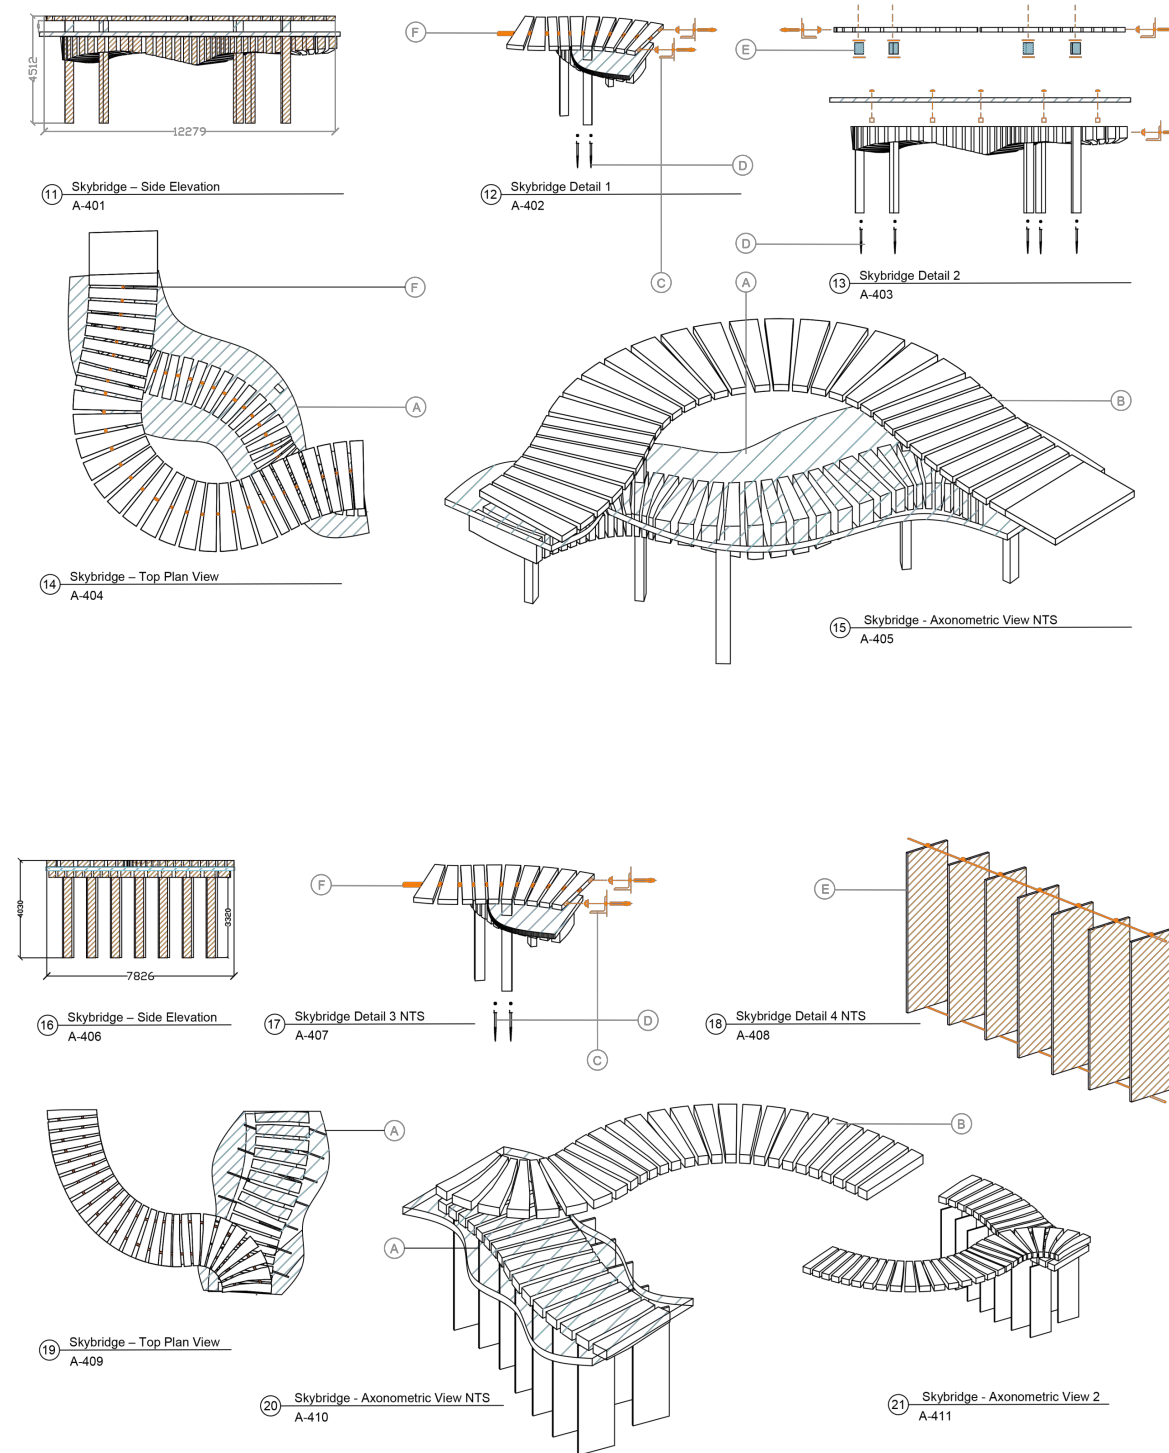 4512
12279
11 Skybridge – Side Elevation
A-401
F
D
C
12 Skybridge Detail 1
A-402
E
D
13 Skybridge Detail 2
A-403
F
A
14 Skybridge – Top Plan View
A-404
A
B
15 Skybridge - Axonometric View NTS
A-405
4030
3320
7826
16 Skybridge – Side Elevation
A-406
F
D
C
17 Skybridge Detail 3 NTS
A-407
E
18 Skybridge Detail 4 NTS
A-408
A
19 Skybridge – Top Plan View
A-409
B
A
20 Skybridge - Axonometric View NTS
A-410
21 Skybridge - Axonometric View 2
A-411